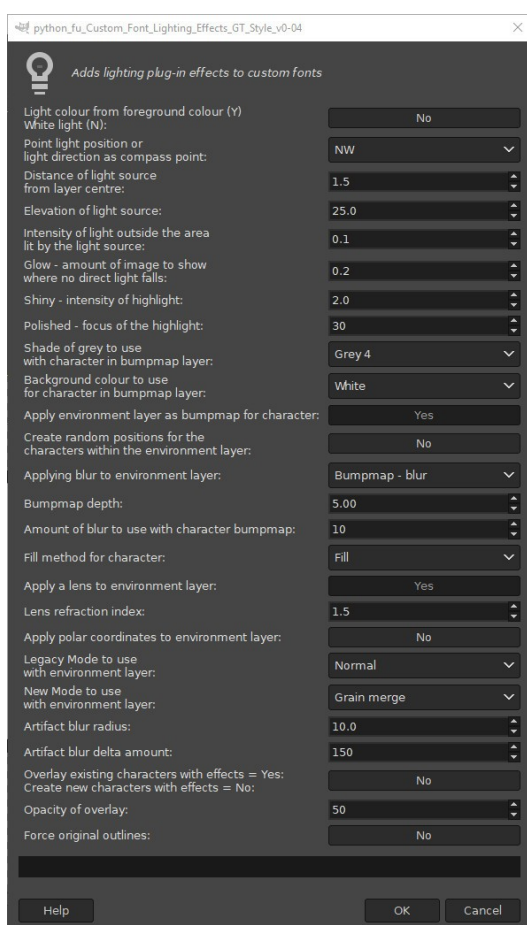 python_fu_Custom_Font_Lighting_Effects_GT_Style_v0-04
Adds lighting plug-in effects to custom fonts
Light colour from foreground colour (Y)
White light (N):
No
Point light position or
light direction as compass point:
NW
Distance of light source
from layer centre:
1.5
Elevation of light source:
25.0
Intensity of light outside the area
lit by the light source:
0.1
Glow - amount of image to show
where no direct light falls:
0.2
Shiny - intensity of highlight:
2.0
Polished - focus of the highlight:
30
Shade of grey to use
with character in bumpmap layer:
Grey 4
Background colour to use
for character in bumpmap layer:
White
Apply environment layer as bumpmap for character:
Yes
Create random positions for the
characters within the environment layer:
No
Applying blur to environment layer:
Bumpmap - blur
Bumpmap depth:
5.00
Amount of blur to use with character bumpmap:
10
Fill method for character:
Fill
Apply a lens to environment layer:
Yes
Lens refraction index:
1.5
Apply polar coordinates to environment layer:
No
Legacy Mode to use
with environment layer:
Normal
New Mode to use
with environment layer:
Grain merge
Artifact blur radius:
10.0
Artifact blur delta amount:
150
Overlay existing characters with effects = Yes:
Create new characters with effects = No:
No
Opacity of overlay:
50
Force original outlines:
No
Help
OK
Cancel